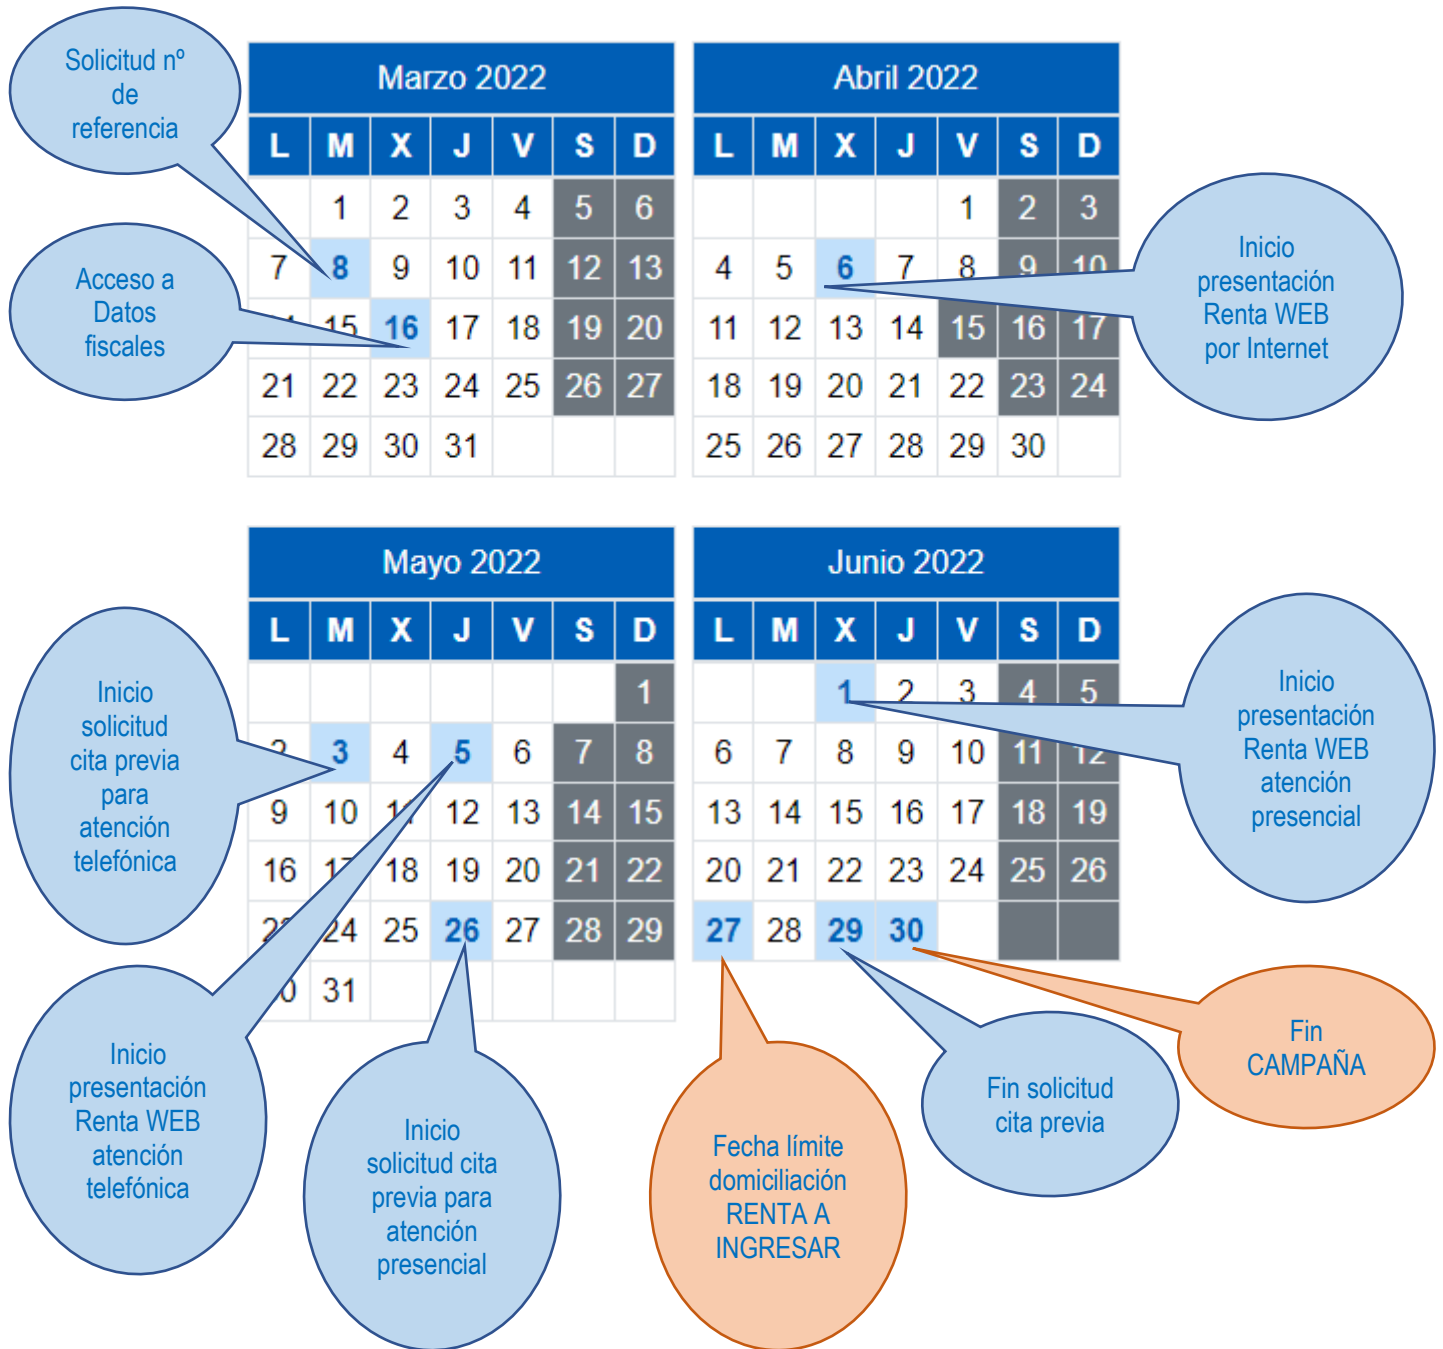 Solicitud nº
de
referencia
Acceso a
Datos
fiscales
Marzo 2022
L M X J V S D
1 2 3 4 5 6
7 8 9 10 11 12 13
15 16 17 18 19 20
21 22 23 24 25 26 27
28 29 30 31
Abril 2022
L M X J V S D
1 2 3
4 5 6 7 8 9 10
11 12 13 14 15 16 17
18 19 20 21 22 23 24
25 26 27 28 29 30
Inicio
presentación
Renta WEB
por Internet
Inicio
solicitud
cita previa
para
atención
telefónica
Mayo 2022
L M X J V S D
1
2 3 4 5 6 7 8
9 10 11 12 13 14 15
16 17 18 19 20 21 22
23 24 25 26 27 28 29
31
Junio 2022
L M X J V S D
1 2 3 4 5
6 7 8 9 10 11 12
13 14 15 16 17 18 19
20 21 22 23 24 25 26
27 28 29 30
Inicio
presentación
Renta WEB
atención
presencial
Inicio
presentación
Renta WEB
atención
telefónica
Inicio
solicitud cita
previa para
atención
presencial
Fecha límite
domiciliación
RENTA A
INGRESAR
Fin solicitud
cita previa
Fin
CAMPAÑA